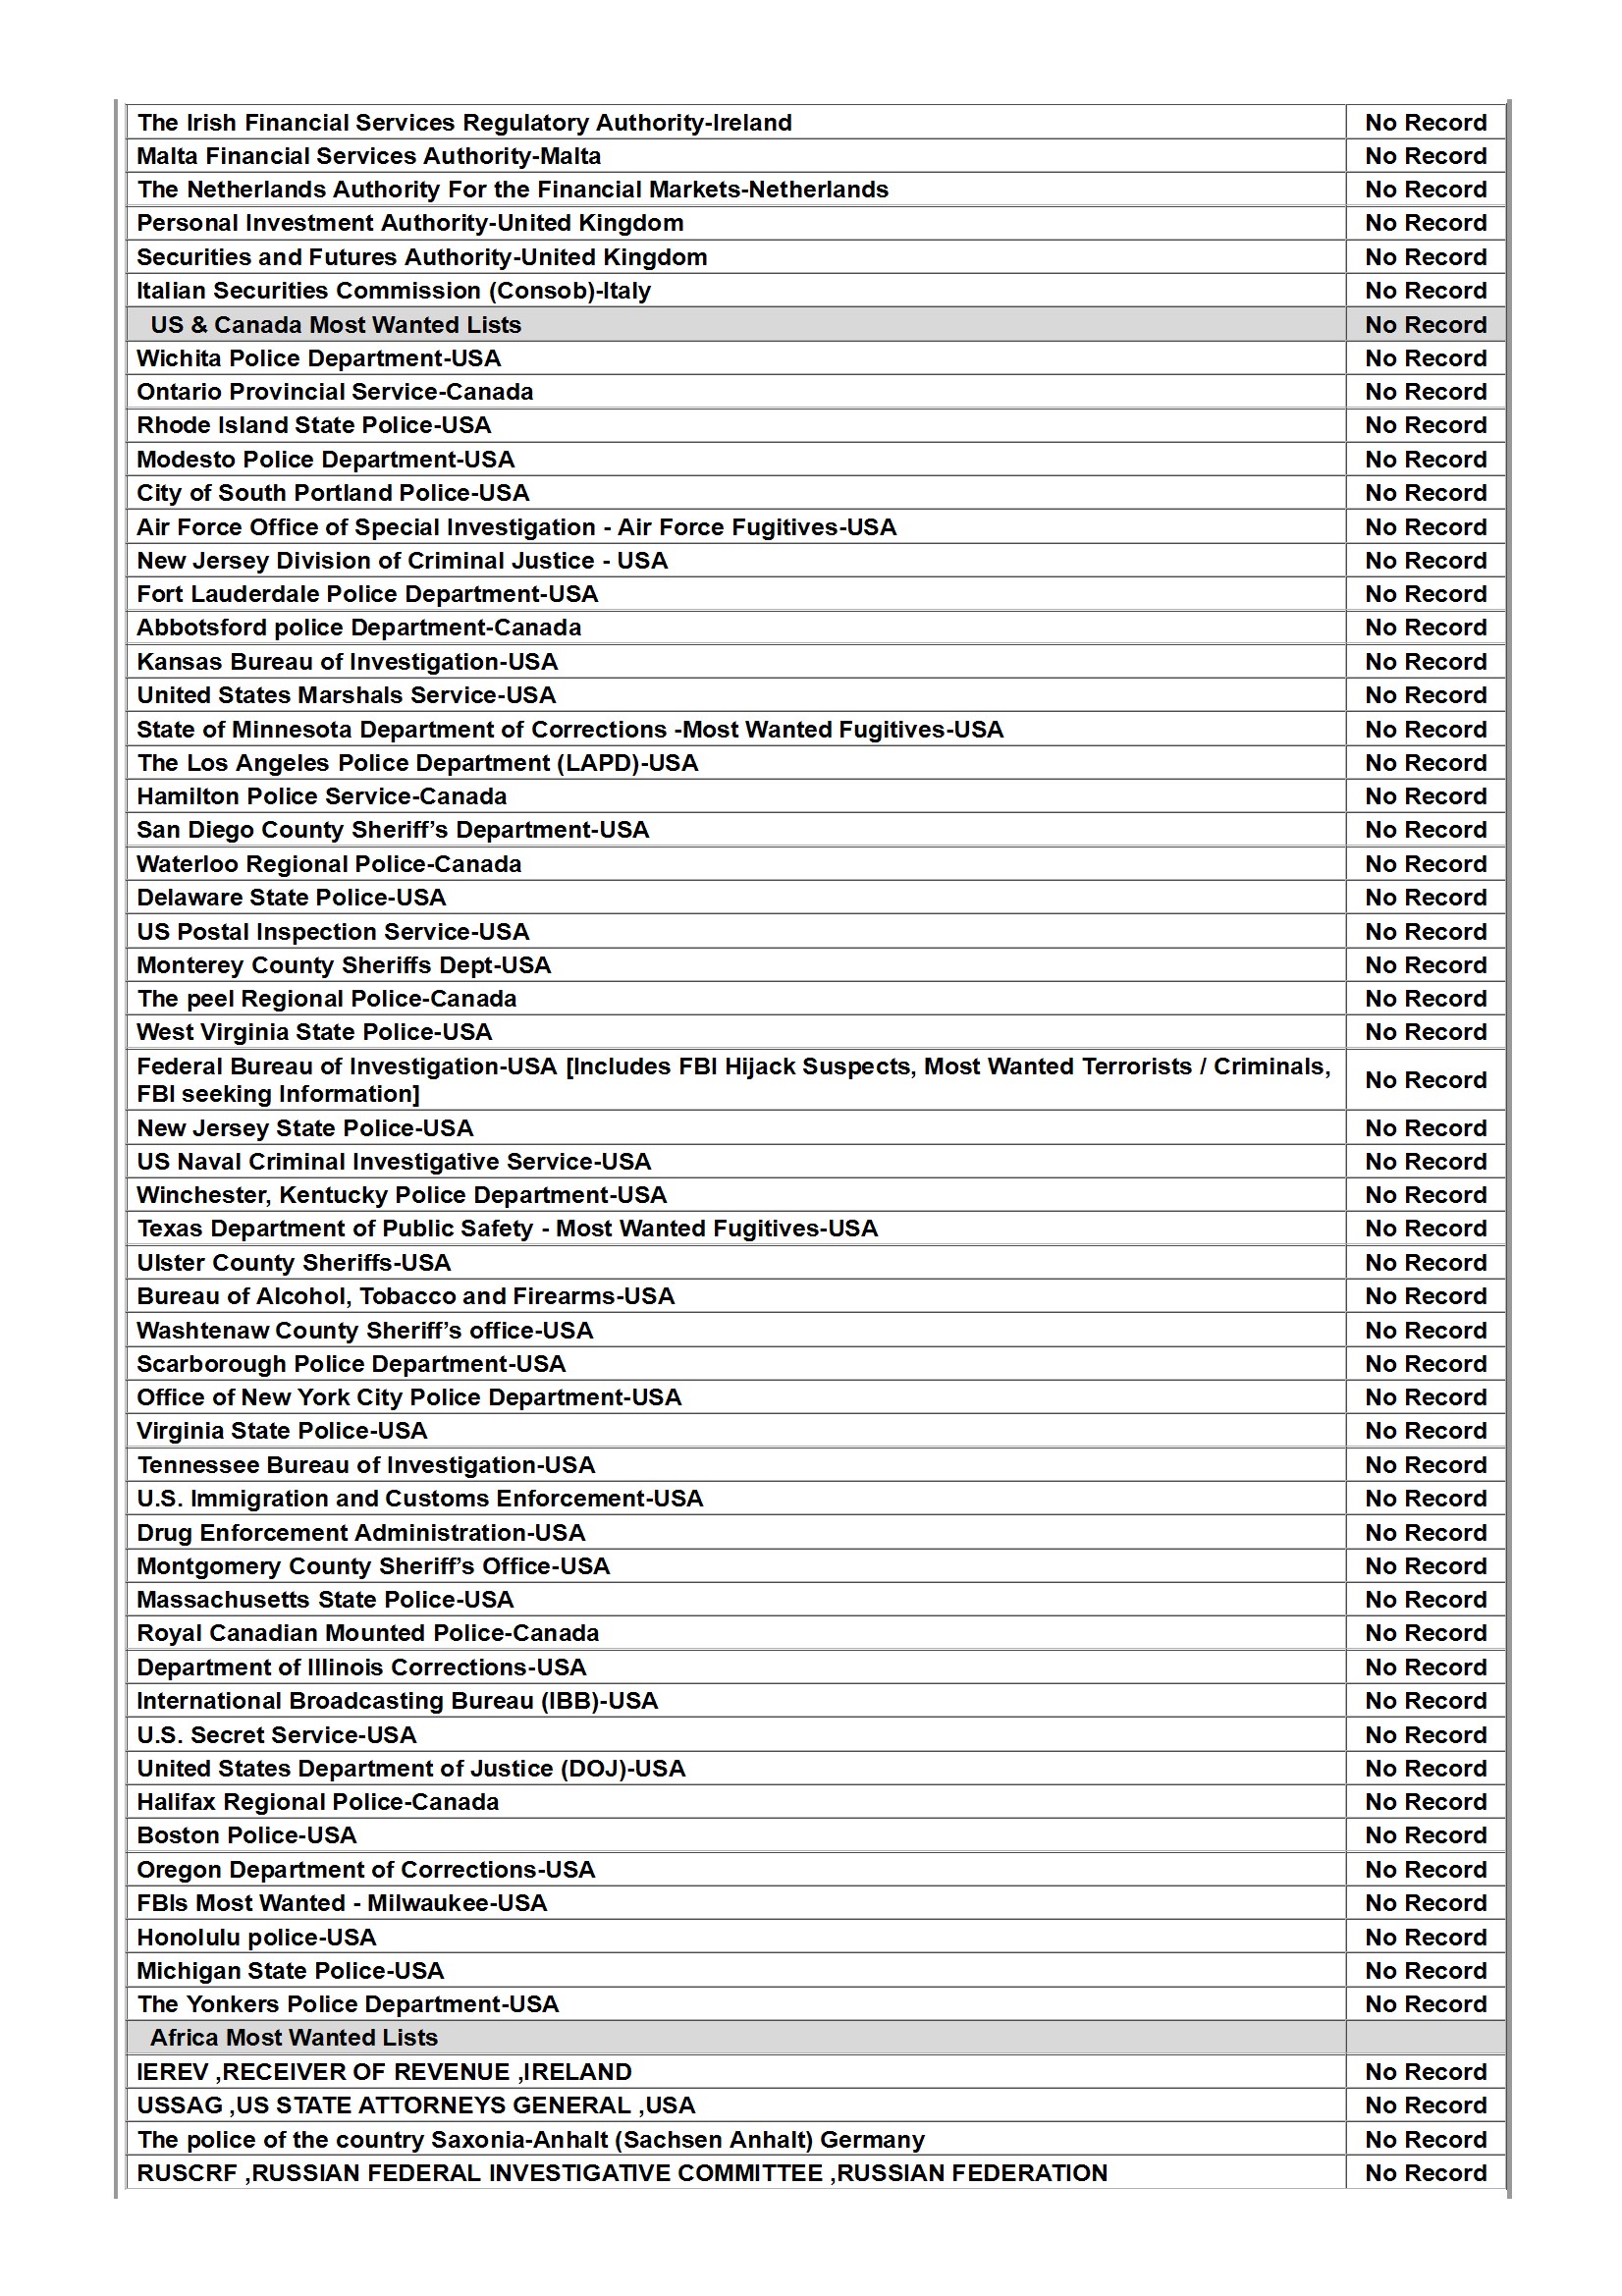 The Irish Financial Services Regulatory Authority-Ireland No Record
Malta Financial Services Authority-Malta No Record
The Netherlands Authority For the Financial Markets-Netherlands No Record
Personal Investment Authority-United Kingdom No Record
Securities and Futures Authority-United Kingdom No Record
Italian Securities Commission (Consob)-Italy No Record
US & Canada Most Wanted Lists No Record
Wichita Police Department-USA No Record
Ontario Provincial Service-Canada No Record
Rhode Island State Police-USA No Record
Modesto Police Department-USA No Record
City of South Portland Police-USA No Record
Air Force Office of Special Investigation - Air Force Fugitives-USA No Record
New Jersey Division of Criminal Justice - USA No Record
Fort Lauderdale Police Department-USA No Record
Abbotsford police Department-Canada No Record
Kansas Bureau of Investigation-USA No Record
United States Marshals Service-USA No Record
State of Minnesota Department of Corrections -Most Wanted Fugitives-USA No Record
The Los Angeles Police Department (LAPD)-USA No Record
Hamilton Police Service-Canada No Record
San Diego County Sheriff’s Department-USA No Record
Waterloo Regional Police-Canada No Record
Delaware State Police-USA No Record
US Postal Inspection Service-USA No Record
Monterey County Sheriffs Dept-USA No Record
The peel Regional Police-Canada No Record
West Virginia State Police-USA No Record
Federal Bureau of Investigation-USA [Includes FBI Hijack Suspects, Most Wanted Terrorists / Criminals,
FBI seeking Information] No Record
New Jersey State Police-USA No Record
US Naval Criminal Investigative Service-USA No Record
Winchester, Kentucky Police Department-USA No Record
Texas Department of Public Safety - Most Wanted Fugitives-USA No Record
Ulster County Sheriffs-USA No Record
Bureau of Alcohol, Tobacco and Firearms-USA No Record
Washtenaw County Sheriff’s office-USA No Record
Scarborough Police Department-USA No Record
Office of New York City Police Department-USA No Record
Virginia State Police-USA No Record
Tennessee Bureau of Investigation-USA No Record
U.S. Immigration and Customs Enforcement-USA No Record
Drug Enforcement Administration-USA No Record
Montgomery County Sheriff’s Office-USA No Record
Massachusetts State Police-USA No Record
Royal Canadian Mounted Police-Canada No Record
Department of Illinois Corrections-USA No Record
International Broadcasting Bureau (IBB)-USA No Record
U.S. Secret Service-USA No Record
United States Department of Justice (DOJ)-USA No Record
Halifax Regional Police-Canada No Record
Boston Police-USA No Record
Oregon Department of Corrections-USA No Record
FBIs Most Wanted - Milwaukee-USA No Record
Honolulu police-USA No Record
Michigan State Police-USA No Record
The Yonkers Police Department-USA No Record
Africa Most Wanted Lists
IEREV ,RECEIVER OF REVENUE ,IRELAND No Record
USSAG ,US STATE ATTORNEYS GENERAL ,USA No Record
The police of the country Saxonia-Anhalt (Sachsen Anhalt) Germany No Record
RUSCRF ,RUSSIAN FEDERAL INVESTIGATIVE COMMITTEE ,RUSSIAN FEDERATION No Record